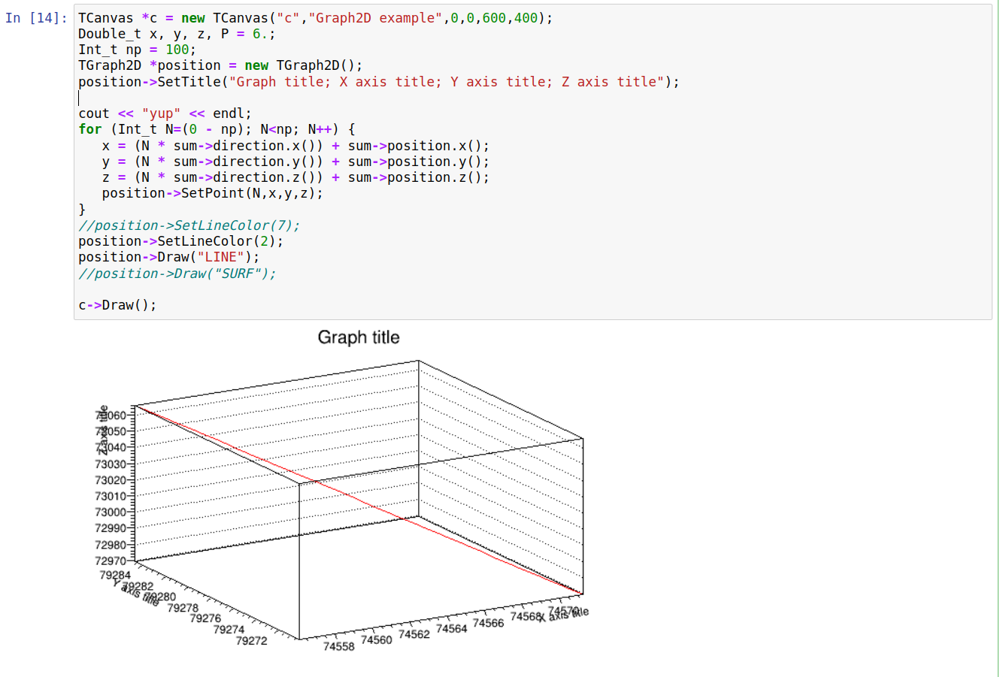 In [14]:
TCanvas *c = new TCanvas("c","Graph2D example",0,0,600,400);
Double_t x, y, z, P = 6.;
Int_t np = 100;
TGraph2D *position = new TGraph2D();
position->SetTitle("Graph title; X axis title; Y axis title; Z axis title");
cout << "yup" << endl;
for (Int_t N=(0 - np); N<np; N++) {
   x = (N * sum->direction.x()) + sum->position.x();
   y = (N * sum->direction.y()) + sum->position.y();
   z = (N * sum->direction.z()) + sum->position.z();
   position->SetPoint(N,x,y,z);
}
//position->SetLineColor(7);
position->SetLineColor(2);
position->Draw("LINE");
//position->Draw("SURF");
c->Draw();
Graph title
Z axis title
73060
73050
73040
73030
73020
73010
73000
72990
72980
72970
79284
79282
79280
79278
79276
79274
79272
Y axis title
74558
74560
74562
74564
74566
74568
74570
X axis title